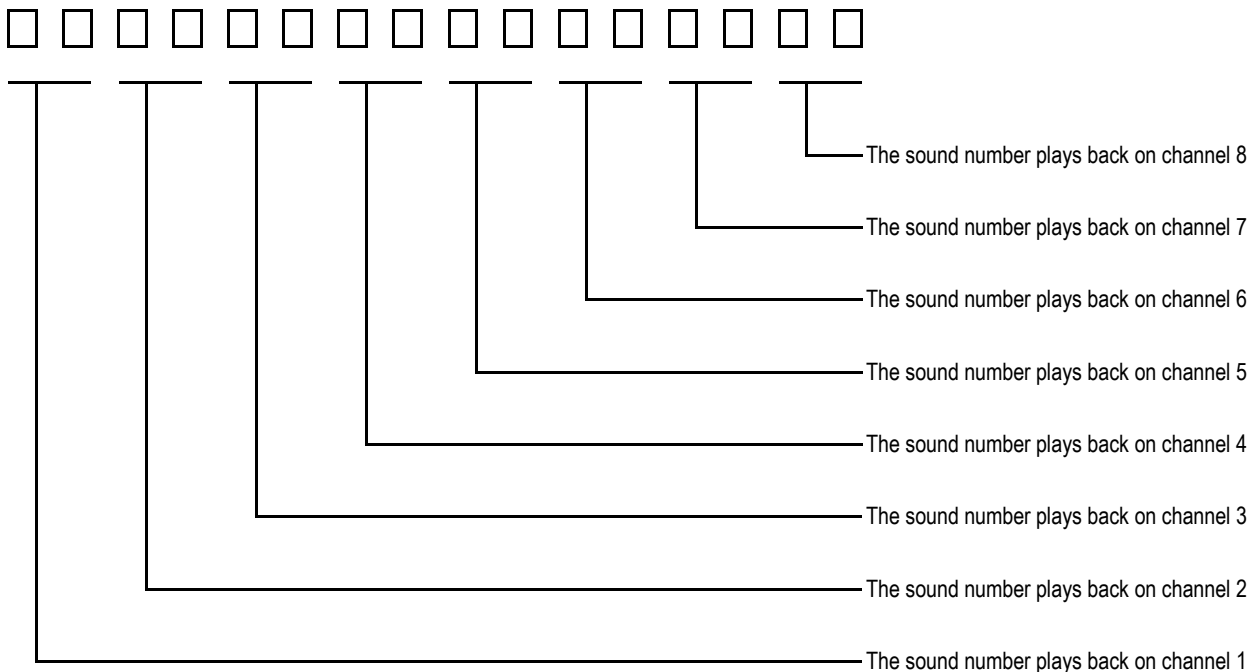 □ □ □ □ □ □ □ □ □ □ □ □ □ □ □ □
The sound number plays back on channel 8
The sound number plays back on channel 7
The sound number plays back on channel 6
The sound number plays back on channel 5
The sound number plays back on channel 4
The sound number plays back on channel 3
The sound number plays back on channel 2
The sound number plays back on channel 1